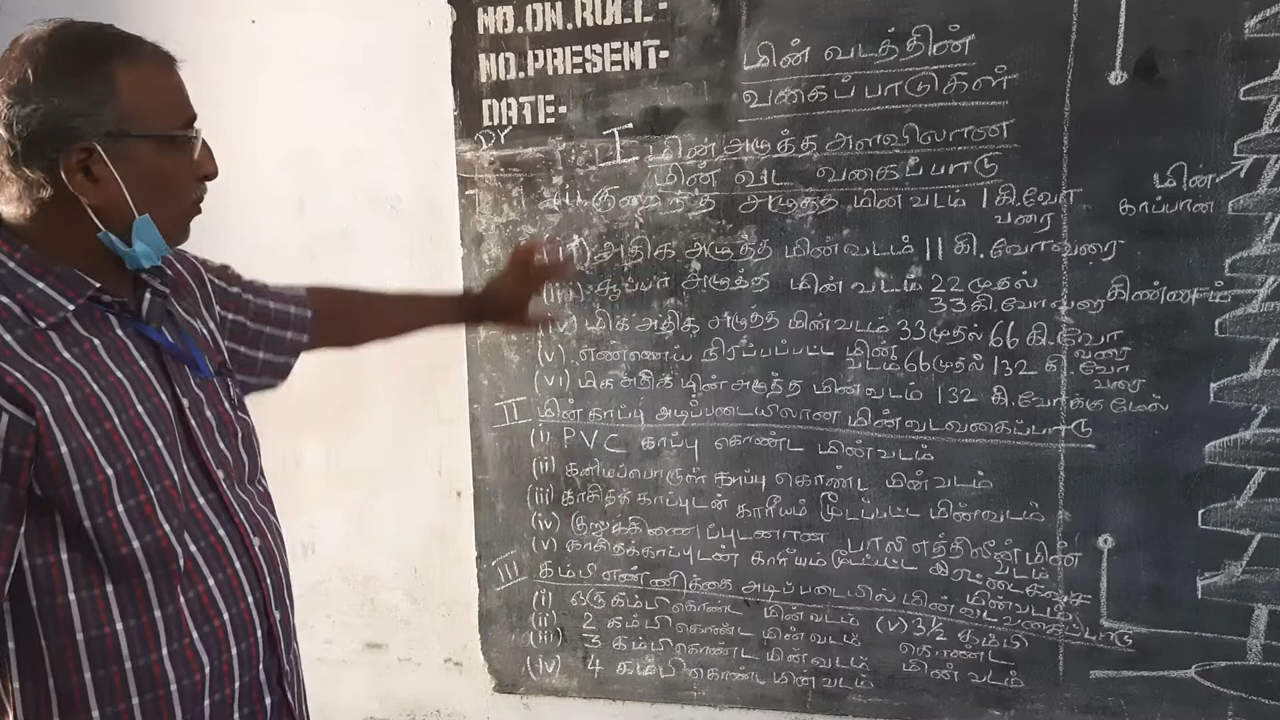 NO.ON.ROLL-
NO.PRESENT-
DATE-
மின் வடத்தின்
வகைப்பாடுகள்
I மின் அழுத்த அளவிலான
மின் வட வகைப்பாடு
குறைந்த அழுத்த மின் வடம் 1 கி.வோ
வரை
(ii) அதிக அழுத்த மின்வடம் 11 கி.வோ வரை
(iii) சூப்பர் அழுத்த மின் வடம் 22 முதல்
33 கி.வோ வரை
(iv) மிக அதிக அழுத்த மின்வடம் 33 முதல் 66 கி.வோ
வரை
(v) எண்ணெய் நிரப்பப்பட்ட மின்
வடம் 66 முதல் 132 கி.வோ
வரை
(vi) மிக அதிக மின் அழுத்த மின்வடம் 132 கி.வோக்கு மேல்
II மின்காப்பு அடிப்படையிலான மின்வடவகைப்பாடு
(i) PVC காப்பு கொண்ட மின்வடம்
(ii) கனிமப்பொருள் காப்பு கொண்ட மின்வடம்
(iii) காகிதக் காப்புடன் காரீயம் மூடப்பட்ட மின்வடம்
(iv) குறுக்கிணைப்புடனான பாலிஎத்திலீன் மின்
வடம்
(v) காகிதக்காப்புடன் காரீயம் மூடப்பட்ட இரட்டைக்கவச
மின்வடம்
III கம்பி எண்ணிக்கை அடிப்படையில் மின்வடவகைப்பாடு
(i) ஒரு கம்பி கொண்ட மின்வடம்
(ii) 2 கம்பி கொண்ட மின்வடம்
(iii) 3 கம்பி கொண்ட மின்வடம்
(iv) 4 கம்பி கொண்ட மின் வடம்
(v) 3½ கம்பி
கொண்ட
மின் வடம்
மின்
காப்பான
கிண்ணம்